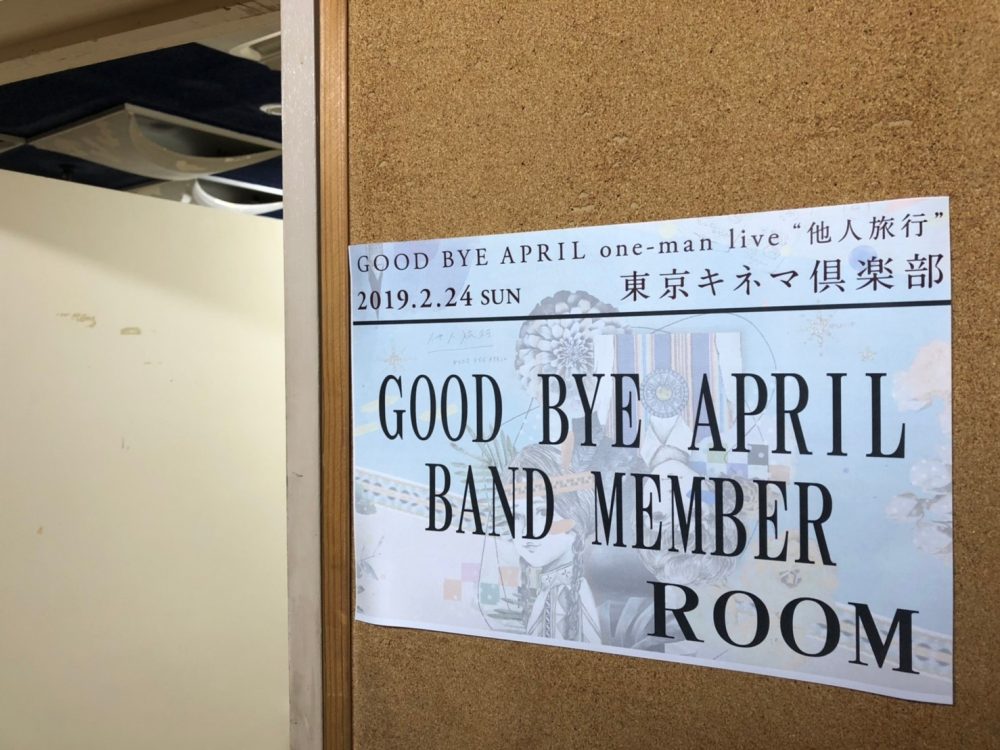 GOOD BYE APRIL one-man live “他人旅行”
2019.2.24 SUN 東京キネマ倶楽部
GOOD BYE APRIL
BAND MEMBER
ROOM